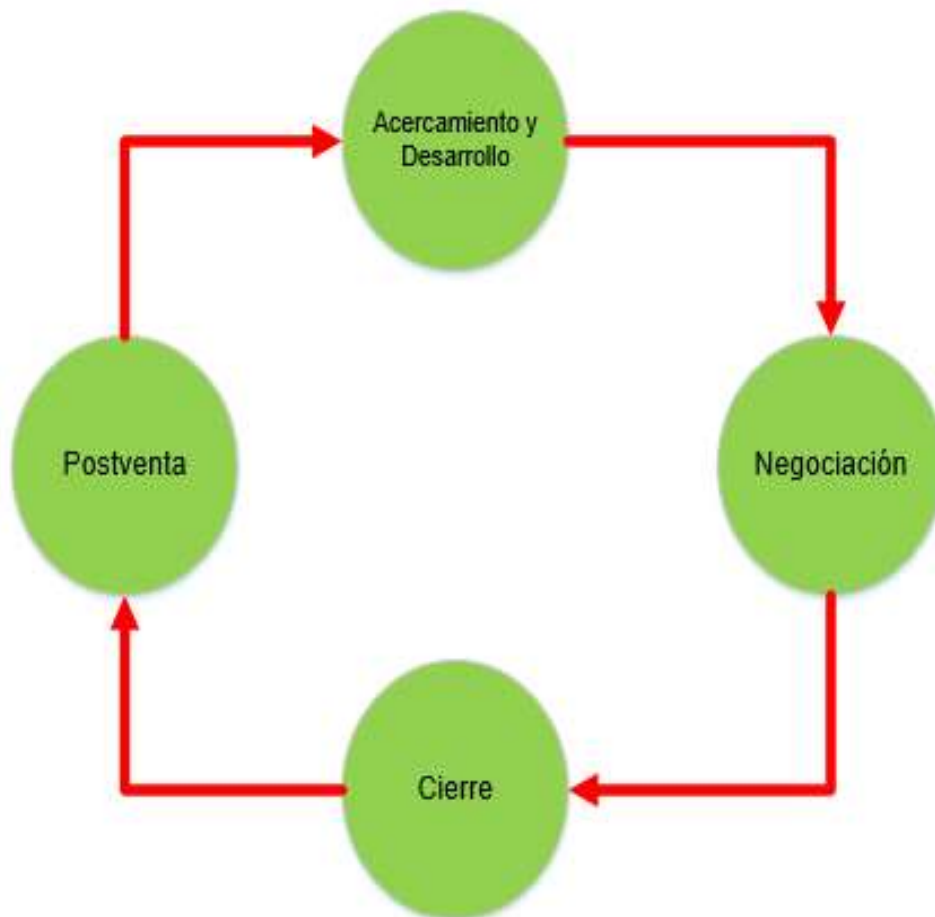 Acercamiento y
Desarrollo
Postventa
Negociación
Cierre